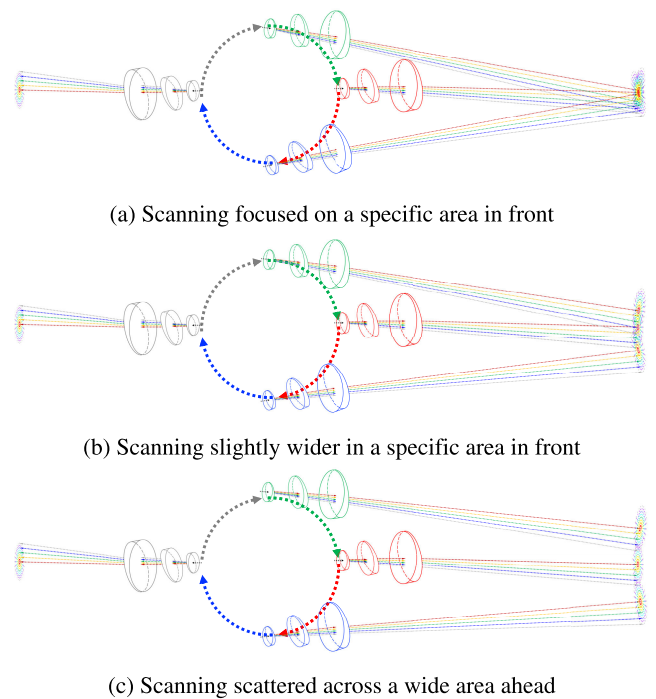 (a) Scanning focused on a specific area in front
(b) Scanning slightly wider in a specific area in front
(c) Scanning scattered across a wide area ahead